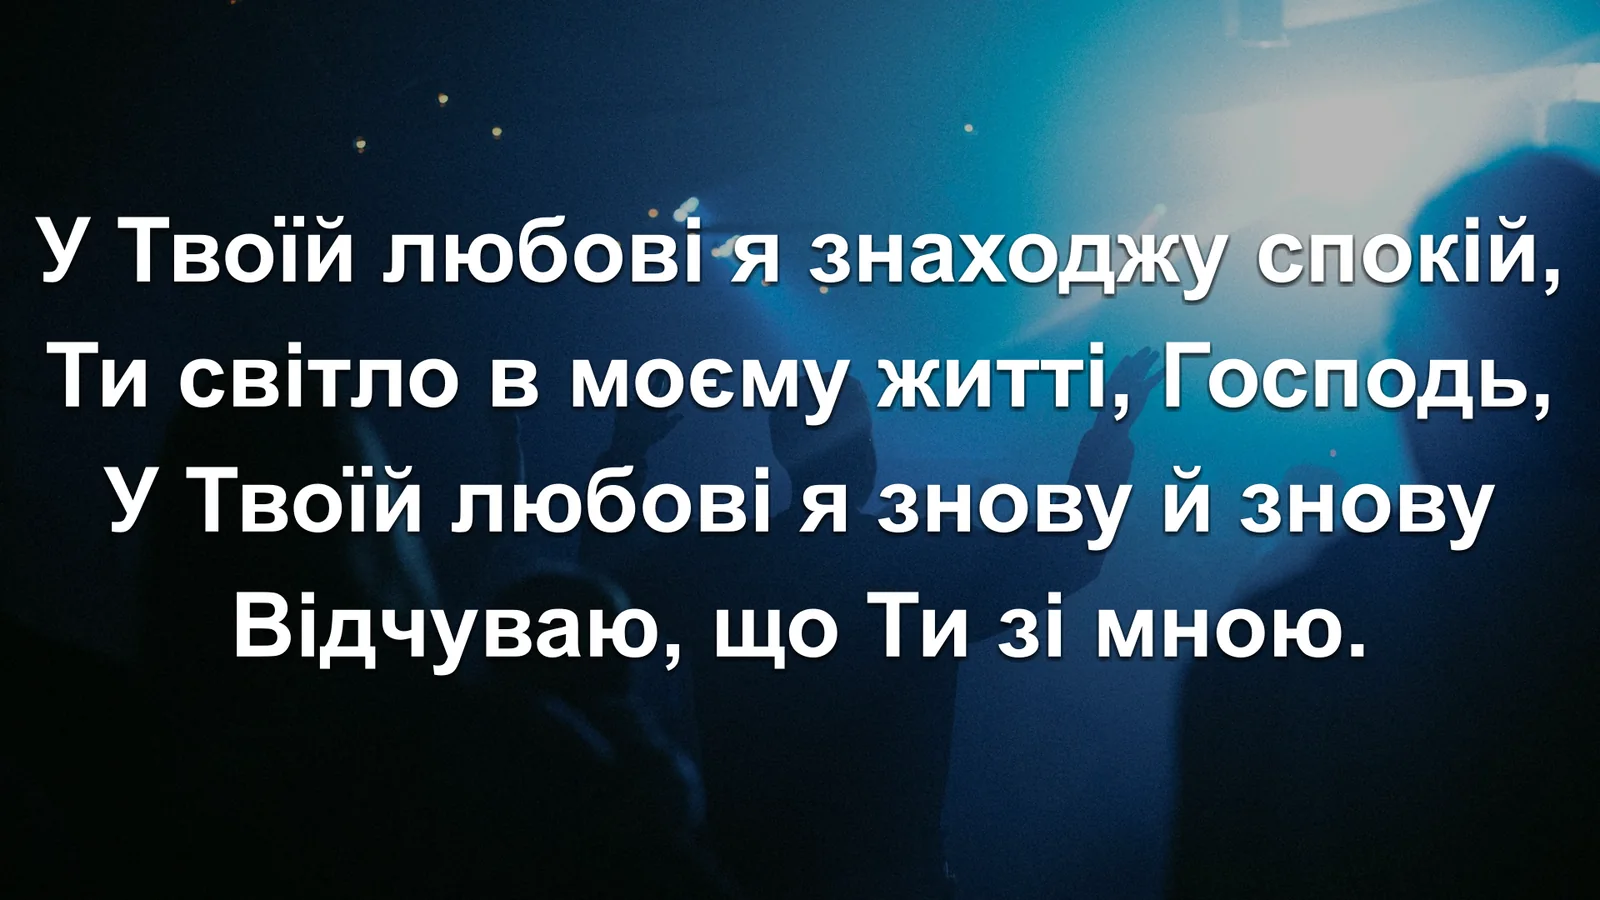 У Твоїй любові я знаходжу спокій,
Ти світло в моєму житті, Господь,
У Твоїй любові я знову й знову
Відчуваю, що Ти зі мною.